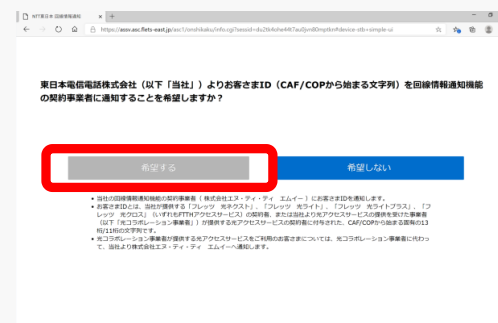 NTT東日本 回線情報通知
https://assv.asc.flets-east.jp/asc1/onshikaku/info.cgi?
東日本電信電話株式会社（以下「当社」）よりお客さまID（CAF/COPから始まる文字列）を回線情報通知機能
の契約事業者に通知することを希望しますか？
希望する
希望しない
• 当社の回線情報通知機能の契約事業者（ 株式会社エヌ・ティ・ティ エムイー ）にお客さまIDを通知します。
• お客さまIDとは、当社が提供する「フレッツ 光ネクスト」、「フレッツ 光ライト」、「フレッツ 光ライトプラス」、「フ
レッツ 光クロス」（いずれもFTTHアクセスサービス）の契約者、または当社より光アクセスサービスの提供を受けた事業者
（以下「光コラボレーション事業者」）が提供する光アクセスサービスの契約者に付与された、CAF/COPから始まる固有の13
桁/11桁の文字列です。
• 光コラボレーション事業者が提供する光アクセスサービスをご利用のお客さまについては、光コラボレーション事業者に代わっ
て、当社より株式会社エヌ・ティ・ティ エムイーへ通知します。